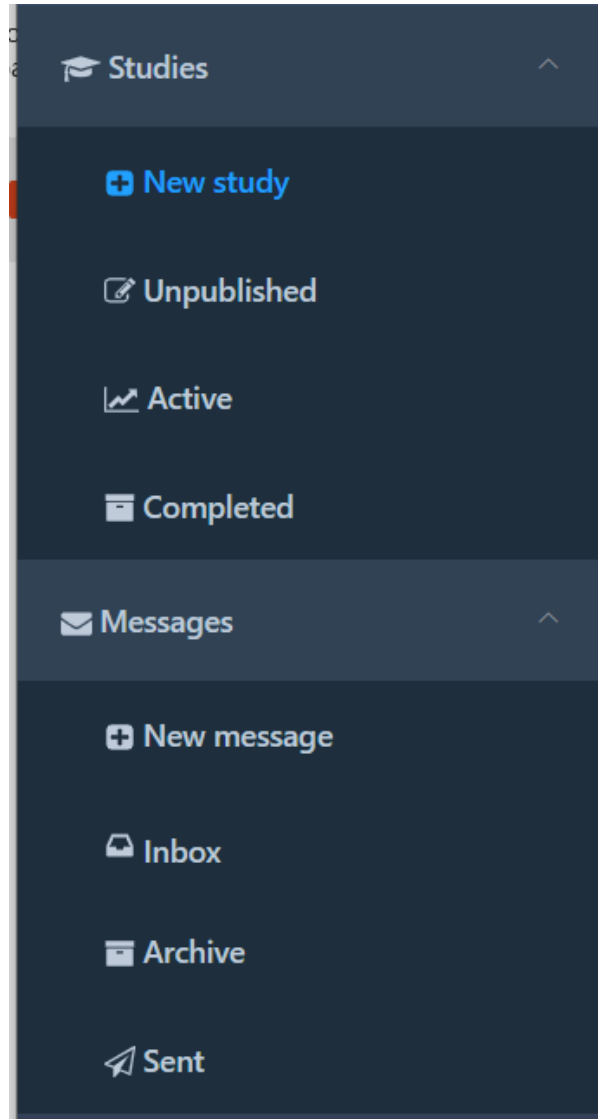 Studies
New study
Unpublished
Active
Completed
Messages
New message
Inbox
Archive
Sent